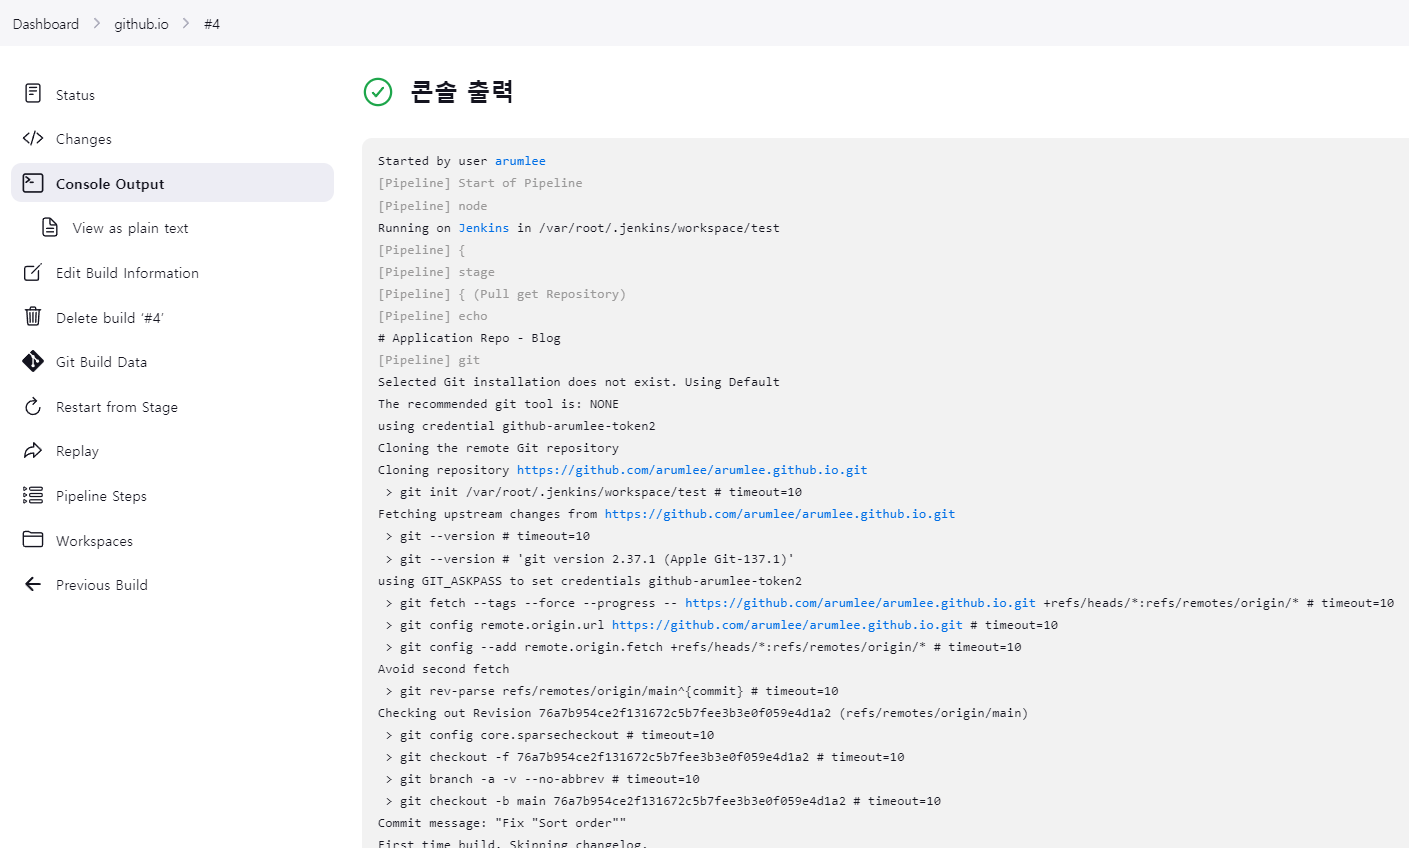 Dashboard > github.io > #4
Status
Changes
Console Output
View as plain text
Edit Build Information
Delete build ‘#4’
Git Build Data
Restart from Stage
Replay
Pipeline Steps
Workspaces
Previous Build
콘솔 출력
Started by user arumlee
[Pipeline] Start of Pipeline
[Pipeline] node
Running on Jenkins in /var/root/.jenkins/workspace/test
[Pipeline] {
[Pipeline] stage
[Pipeline] { (Pull get Repository)
[Pipeline] echo
# Application Repo - Blog
[Pipeline] git
Selected Git installation does not exist. Using Default
The recommended git tool is: NONE
using credential github-arumlee-token2
Cloning the remote Git repository
Cloning repository https://github.com/arumlee/arumlee.github.io.git
> git init /var/root/.jenkins/workspace/test # timeout=10
Fetching upstream changes from https://github.com/arumlee/arumlee.github.io.git
> git --version # timeout=10
> git --version # 'git version 2.37.1 (Apple Git-137.1)'
using GIT_ASKPASS to set credentials github-arumlee-token2
> git fetch --tags --force --progress -- https://github.com/arumlee/arumlee.github.io.git +refs/heads/*:refs/remotes/origin/* # timeout=10
> git config remote.origin.url https://github.com/arumlee/arumlee.github.io.git # timeout=10
> git config --add remote.origin.fetch +refs/heads/*:refs/remotes/origin/* # timeout=10
Avoid second fetch
> git rev-parse refs/remotes/origin/main^{commit} # timeout=10
Checking out Revision 76a7b954ce2f131672c5b7fee3b3e0f059e4d1a2 (refs/remotes/origin/main)
> git config core.sparsecheckout # timeout=10
> git checkout -f 76a7b954ce2f131672c5b7fee3b3e0f059e4d1a2 # timeout=10
> git branch -a -v --no-abbrev # timeout=10
> git checkout -b main 76a7b954ce2f131672c5b7fee3b3e0f059e4d1a2 # timeout=10
Commit message: "Fix "Sort order""
First time build. Skipping changelog.